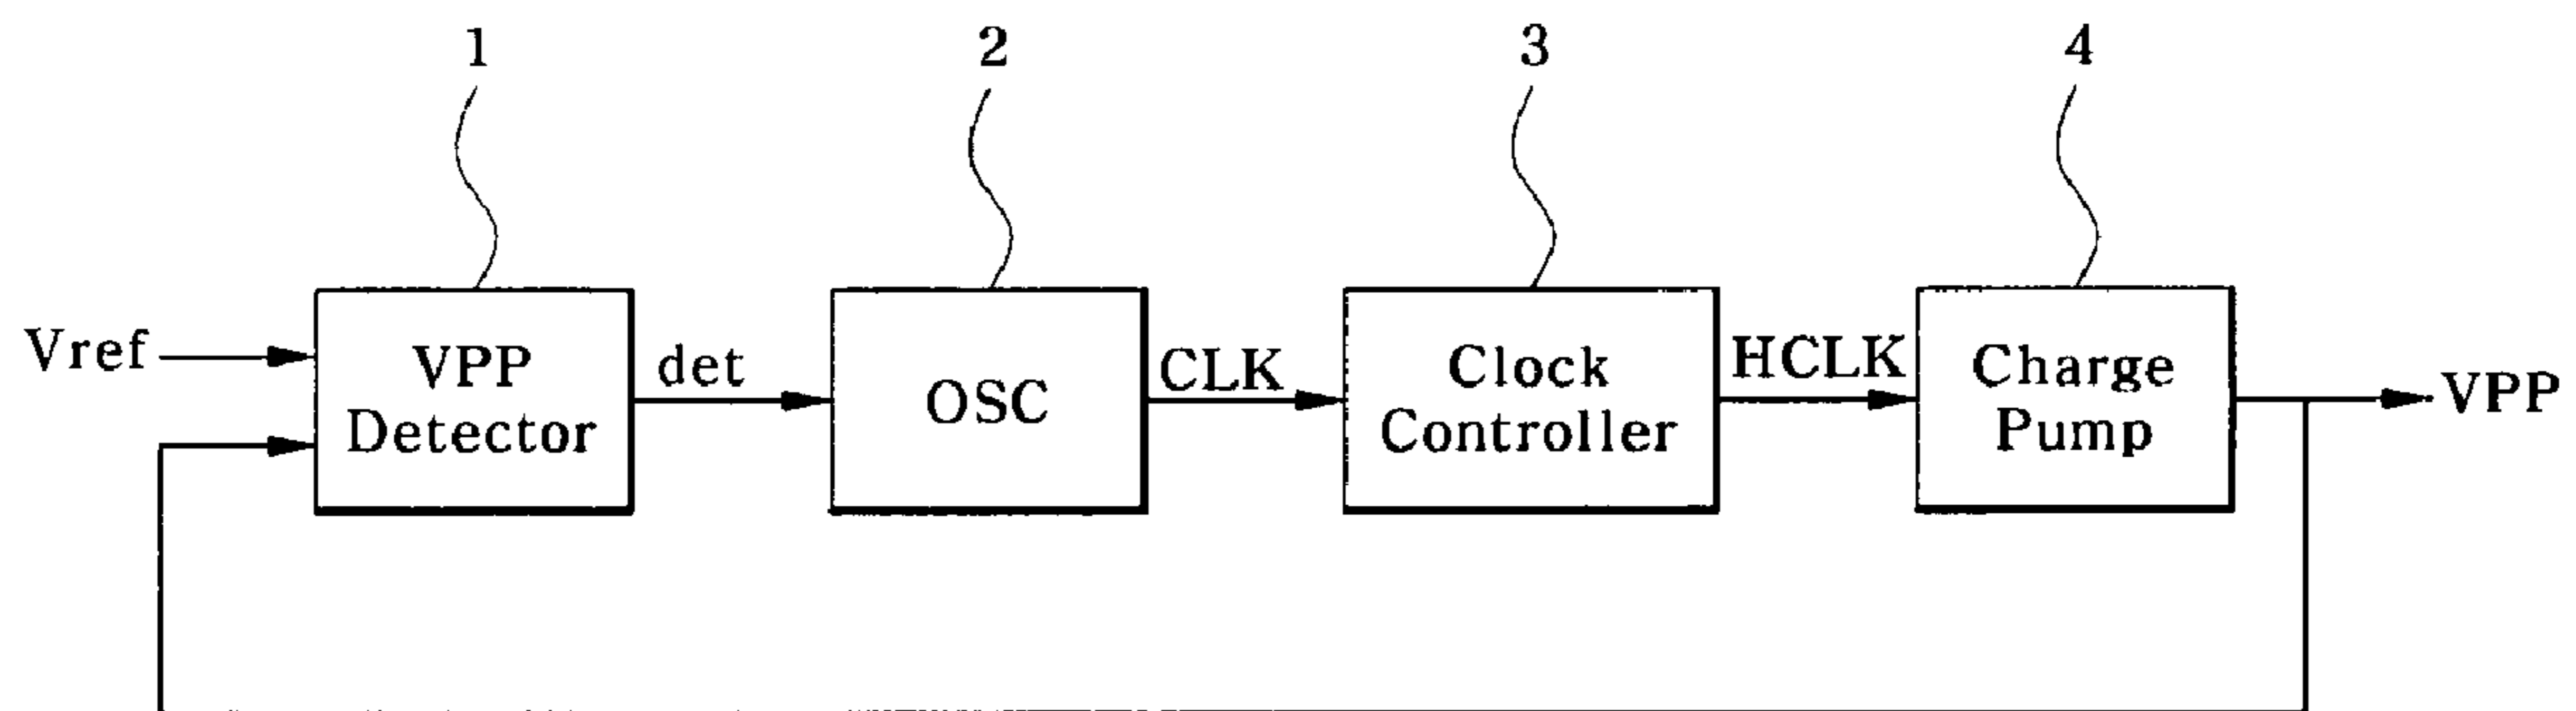 1
2
3
4
Vref
VPP
Detector
det
OSC
CLK
Clock
Controller
HCLK
Charge
Pump
VPP